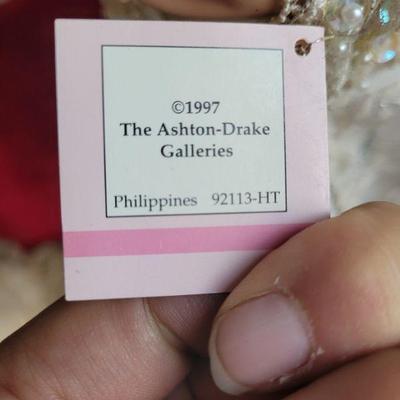 ©1997
The Ashton-Drake
Galleries
Philippines 92113-HT